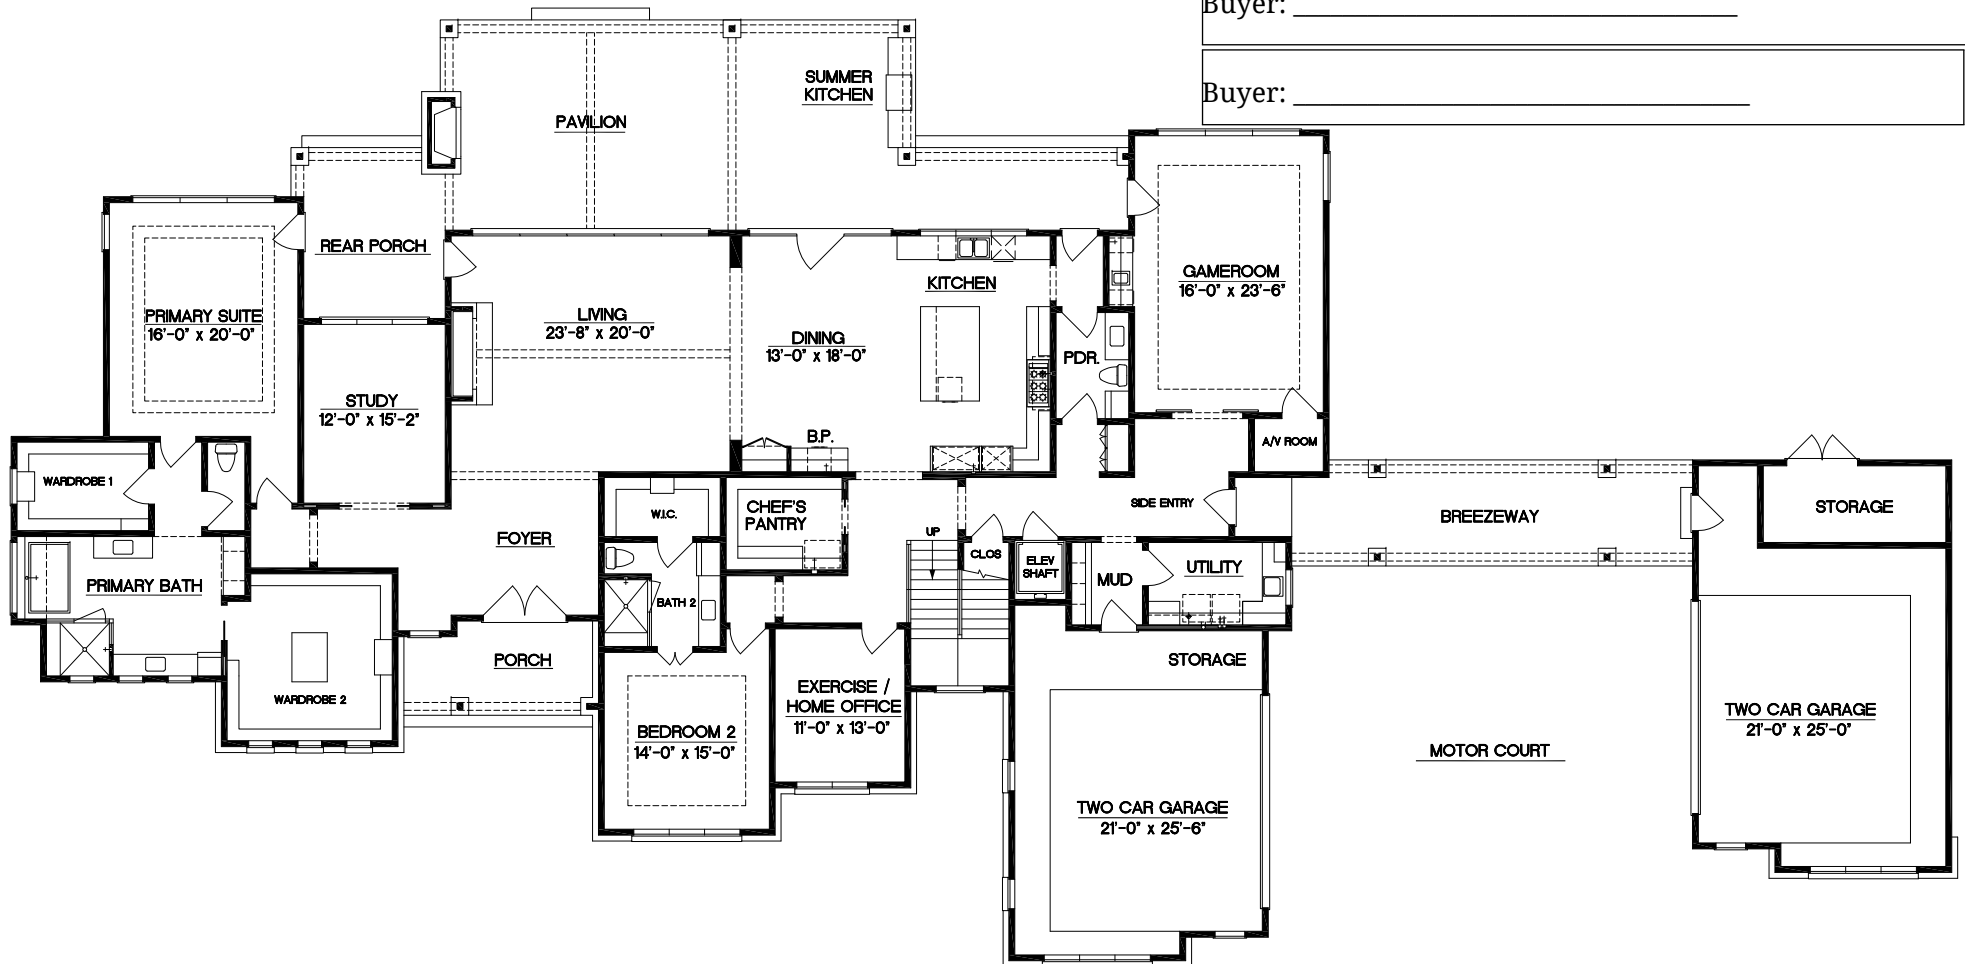 Buyer:
Buyer:
SUMMER
KITCHEN
PAVILION
REAR PORCH
PRIMARY SUITE
16'-0" x 20'-0"
LIVING
23'-8" x 20'-0"
DINING
13'-0" x 18'-0"
KITCHEN
GAMEROOM
16'-0" x 23'-6"
PDR.
STUDY
12'-0" x 15'-2"
B.P.
A/V ROOM
WARDROBE 1
W.I.C.
CHEF'S
PANTRY
SIDE ENTRY
BREEZEWAY
STORAGE
FOYER
UP
CLOS
ELEV
SHAFT
MUD
UTILITY
PRIMARY BATH
BATH 2
PORCH
STORAGE
WARDROBE 2
EXERCISE /
HOME OFFICE
11'-0" x 13'-0"
BEDROOM 2
14'-0" x 15'-0"
TWO CAR GARAGE
21'-0" x 25'-0"
MOTOR COURT
TWO CAR GARAGE
21'-0" x 25'-6"